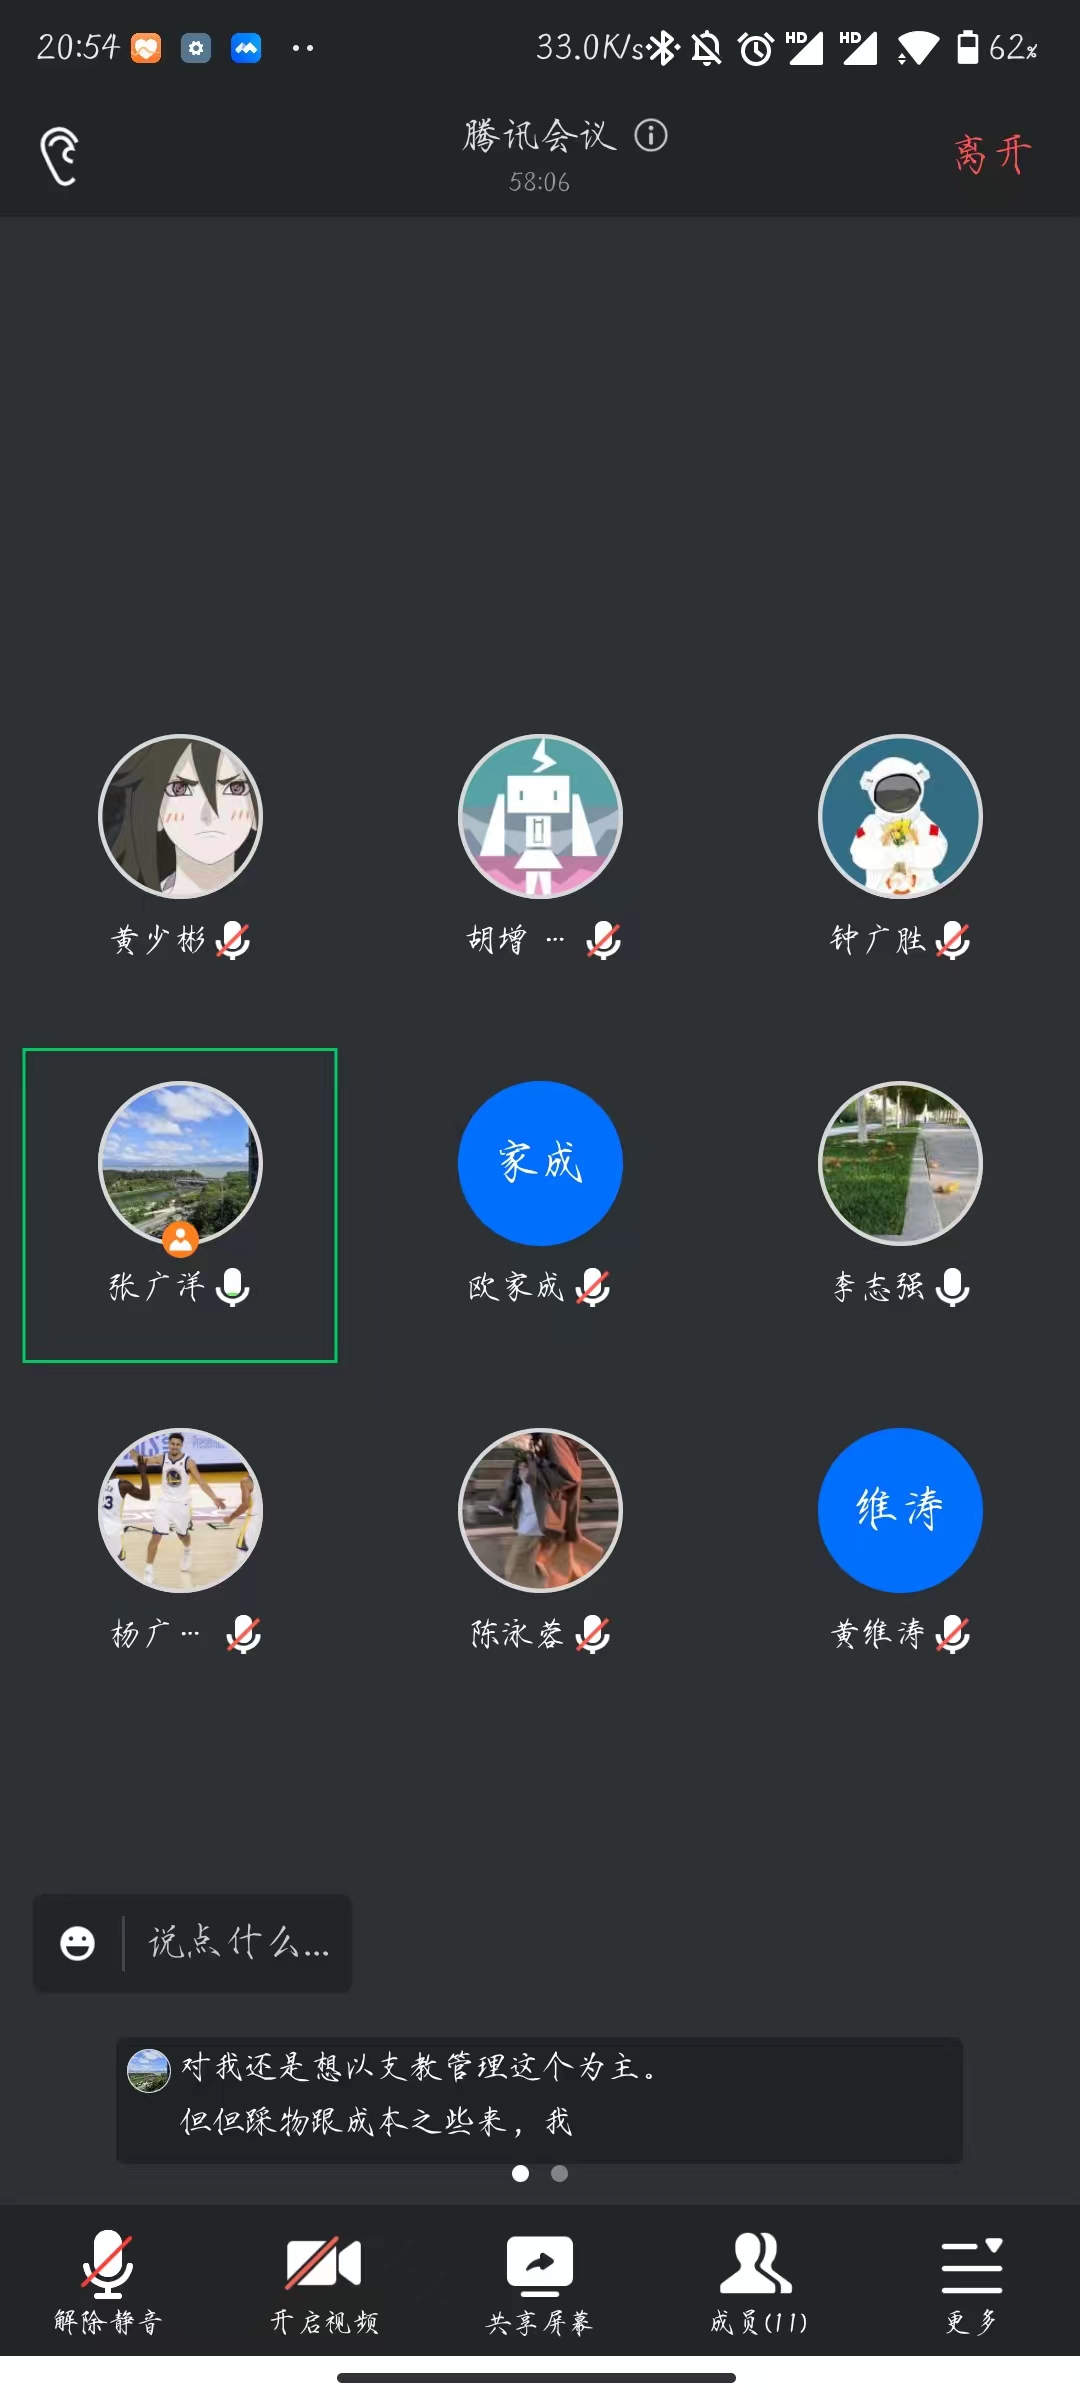 20:54
33.0K/s HD HD 62%
腾讯会议
58:06
离开
黄少彬
胡增 …
钟广胜
家成
张广洋
欧家成
李志强
维涛
杨广…
陈泳蓉
黄维涛
说点什么...
对我还是想以支教管理这个为主。
但但踩物跟成本之些来，我
解除静音
开启视频
共享屏幕
成员(11)
更多